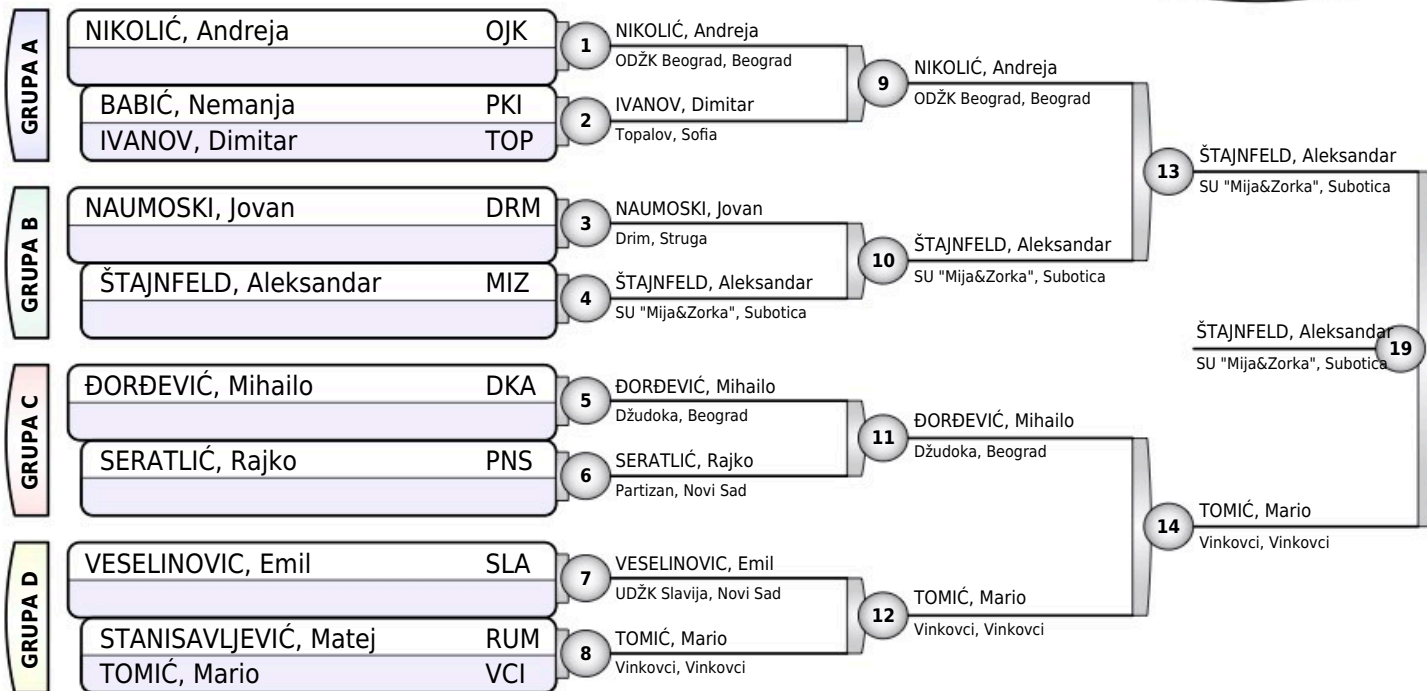 GRUPA A
NIKOLIĆ, Andreja OJK
BABIĆ, Nemanja PKI
IVANOV, Dimitar TOP
GRUPA B
NAUMOSKI, Jovan DRM
ŠTAJNFELD, Aleksandar MIZ
GRUPA C
ĐORĐEVIĆ, Mihailo DKA
SERATLIĆ, Rajko PNS
GRUPA D
VESELINOVIC, Emil SLA
STANISAVLJEVIĆ, Matej RUM
TOMIĆ, Mario VCI
1
NIKOLIĆ, Andreja
ODŽK Beograd, Beograd
2
IVANOV, Dimitar
Topalov, Sofia
3
NAUMOSKI, Jovan
Drim, Struga
4
ŠTAJNFELD, Aleksandar
SU "Mija&Zorka", Subotica
5
ĐORĐEVIĆ, Mihailo
Džudoka, Beograd
6
SERATLIĆ, Rajko
Partizan, Novi Sad
7
VESELINOVIC, Emil
UDŽK Slavija, Novi Sad
8
TOMIĆ, Mario
Vinkovci, Vinkovci
9
NIKOLIĆ, Andreja
ODŽK Beograd, Beograd
10
ŠTAJNFELD, Aleksandar
SU "Mija&Zorka", Subotica
11
ĐORĐEVIĆ, Mihailo
Džudoka, Beograd
12
TOMIĆ, Mario
Vinkovci, Vinkovci
13
ŠTAJNFELD, Aleksandar
SU "Mija&Zorka", Subotica
14
TOMIĆ, Mario
Vinkovci, Vinkovci
ŠTAJNFELD, Aleksandar
SU "Mija&Zorka", Subotica
19